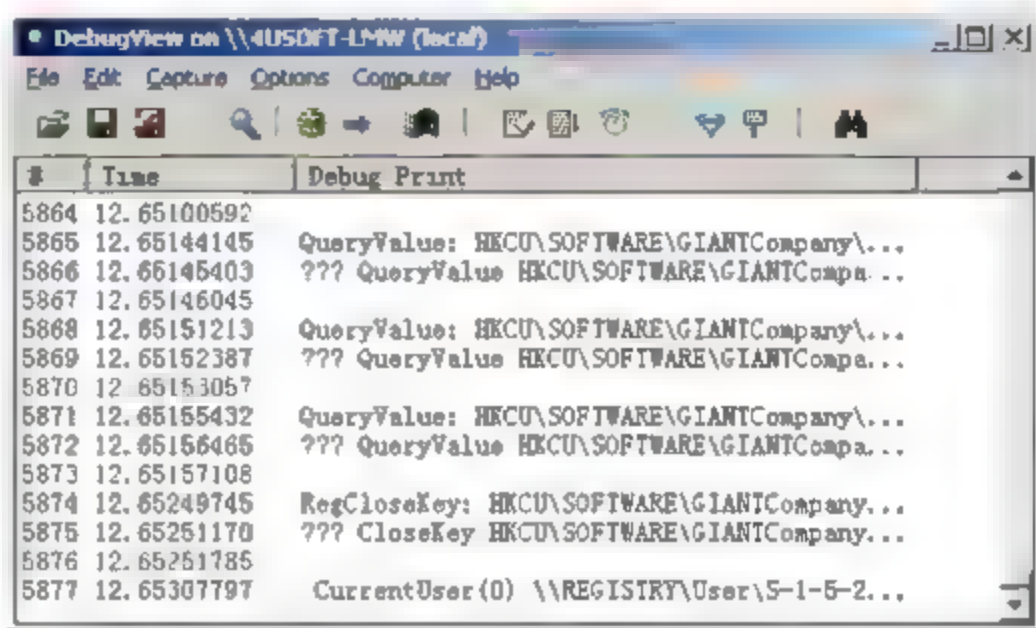 DebugView on \\4USOFT-LMW (local)
File Edit Capture Options Computer Help
# Time Debug Print
5864 12.65100592
5865 12.65144145 QueryValue: HKCU\SOFTWARE\GIANTCompany\...
5866 12.65145403 ??? QueryValue HKCU\SOFTWARE\GIANTCompa...
5867 12.65146045
5868 12.65151213 QueryValue: HKCU\SOFTWARE\GIANTCompany\...
5869 12.65152387 ??? QueryValue HKCU\SOFTWARE\GIANTCompa...
5870 12.65153057
5871 12.65155432 QueryValue: HKCU\SOFTWARE\GIANTCompany\...
5872 12.65156465 ??? QueryValue HKCU\SOFTWARE\GIANTCompa...
5873 12.65157108
5874 12.65249745 RegCloseKey: HKCU\SOFTWARE\GIANTCompany...
5875 12.65251170 ??? CloseKey HKCU\SOFTWARE\GIANTCompany...
5876 12.65251785
5877 12.65307797 CurrentUser(0) \\REGISTRY\User\S-1-5-2...